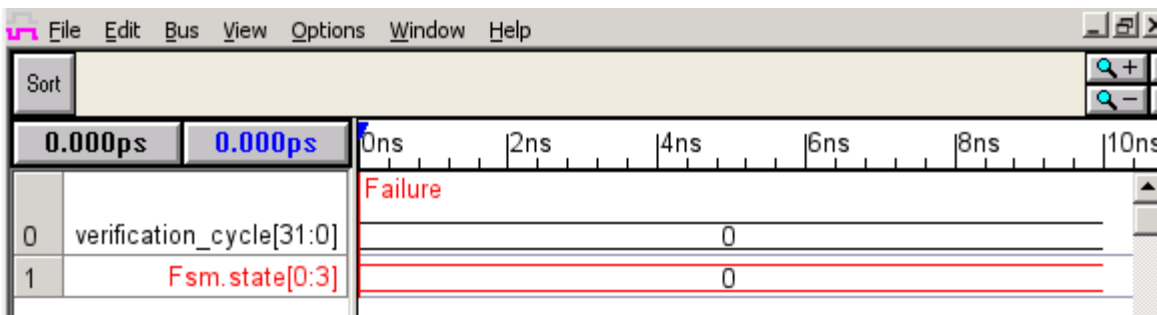 File Edit Bus View Options Window Help
Sort
+
−
0.000ps 0.000ps 0ns 2ns 4ns 6ns 8ns 10ns
Failure
0 verification_cycle[31:0] 0
1 Fsm.state[0:3] 0